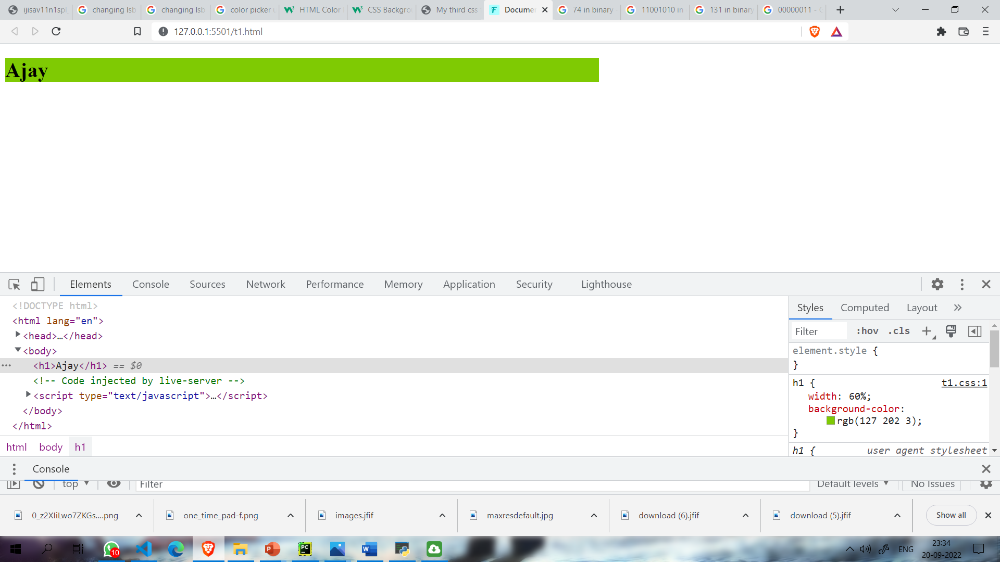 ijisav11n1spl changing lsb changing lsb color picker u HTML Color CSS Backgro My third css Documen 74 in binary 11001010 in 131 in binary 00000011 - G
127.0.0.1:5501/t1.html
Ajay
Elements Console Sources Network Performance Memory Application Security Lighthouse
<!DOCTYPE html>
<html lang="en">
<head>…</head>
<body>
<h1>Ajay</h1> == $0
<!-- Code injected by live-server -->
<script type="text/javascript">…</script>
</body>
</html>
html body h1
Styles Computed Layout
Filter :hov .cls
element.style {
}
h1 { t1.css:1
width: 60%;
background-color:
rgb(127 202 3);
}
h1 { user agent stylesheet
Console
top Filter Default levels No Issues
0_z2XIiLwo7ZKGs....png one_time_pad-f.png images.jfif maxresdefault.jpg download (6).jfif download (5).jfif Show all
10 ENG 23:34
20-09-2022